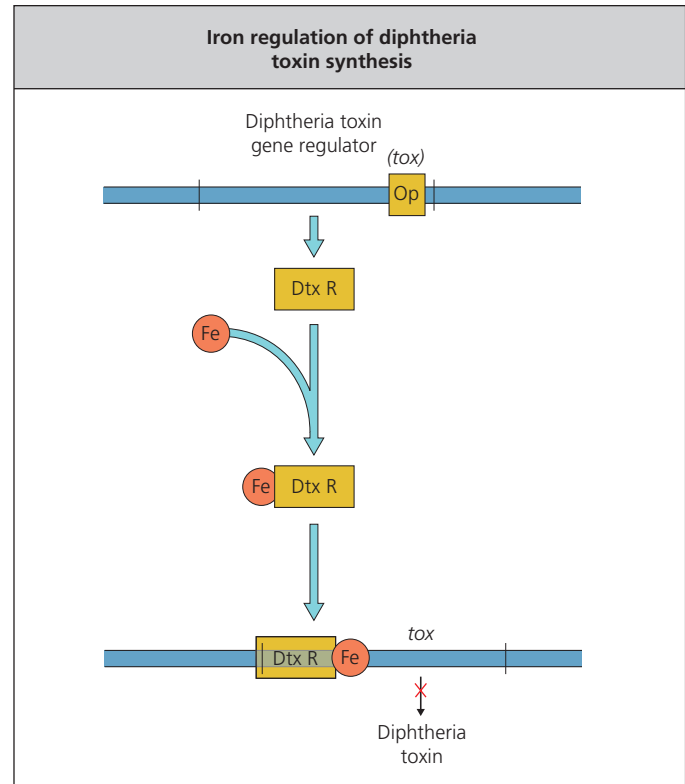 Iron regulation of diphtheria
toxin synthesis
Diphtheria toxin
gene regulator
(tox)
Op
Dtx R
Fe
Fe
Dtx R
tox
Dtx R
Fe
Diphtheria
toxin